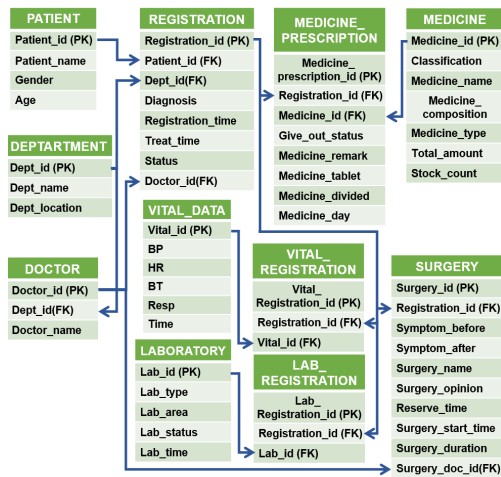 PATIENT
Patient_id (PK)
Patient_name
Gender
Age
DEPTARTMENT
Dept_id (PK)
Dept_name
Dept_location
DOCTOR
Doctor_id (PK)
Dept_id(FK)
Doctor_name
REGISTRATION
Registration_id (PK)
Patient_id (FK)
Dept_id(FK)
Diagnosis
Registration_time
Treat_time
Status
Doctor_id(FK)
VITAL_DATA
Vital_id (PK)
BP
HR
BT
Resp
Time
LABORATORY
Lab_id (PK)
Lab_type
Lab_area
Lab_status
Lab_time
MEDICINE_
PRESCRIPTION
Medicine_
prescription_id (PK)
Registration_id (FK)
Medicine_id (FK)
Give_out_status
Medicine_remark
Medicine_tablet
Medicine_divided
Medicine_day
VITAL_
REGISTRATION
Vital_
Registration_id (PK)
Registration_id (FK)
Vital_id (FK)
LAB_
REGISTRATION
Lab_
Registration_id (PK)
Registration_id (FK)
Lab_id (FK)
MEDICINE
Medicine_id (PK)
Classification
Medicine_name
Medicine_
composition
Medicine_type
Total_amount
Stock_count
SURGERY
Surgery_id (PK)
Registration_id (FK)
Symptom_before
Symptom_after
Surgery_name
Surgery_opinion
Reserve_time
Surgery_start_time
Surgery_duration
Surgery_doc_id(FK)